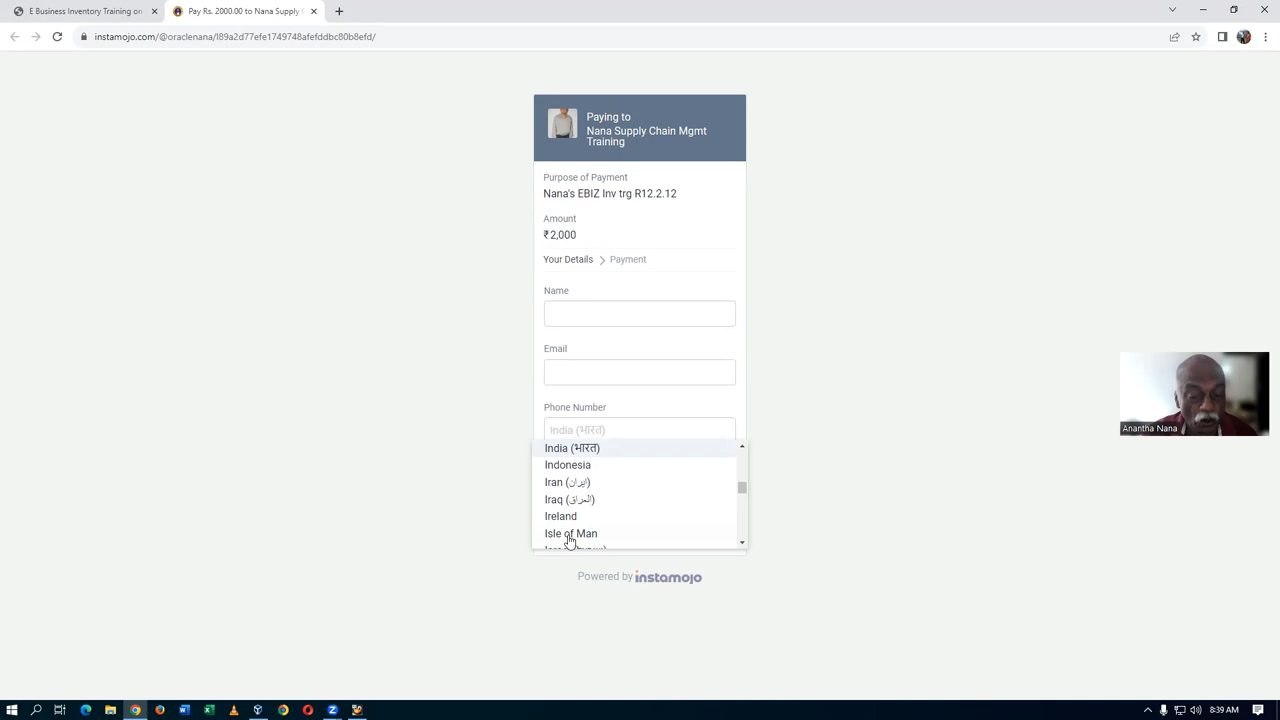 E Business Inventory Training on
Pay Rs. 2000.00 to Nana Supply
instamojo.com/@oraclenana/l89a2d77efe1749748afefddbc80b8efd/
Paying to
Nana Supply Chain Mgmt
Training
Purpose of Payment
Nana's EBIZ Inv trg R12.2.12
Amount
₹2,000
Your Details
Payment
Name
Email
Phone Number
India (भारत)
India (भारत)
Indonesia
Iran (ایران)
Iraq (العراق)
Ireland
Isle of Man
Powered by instamojo
Anantha Nana
8:39 AM